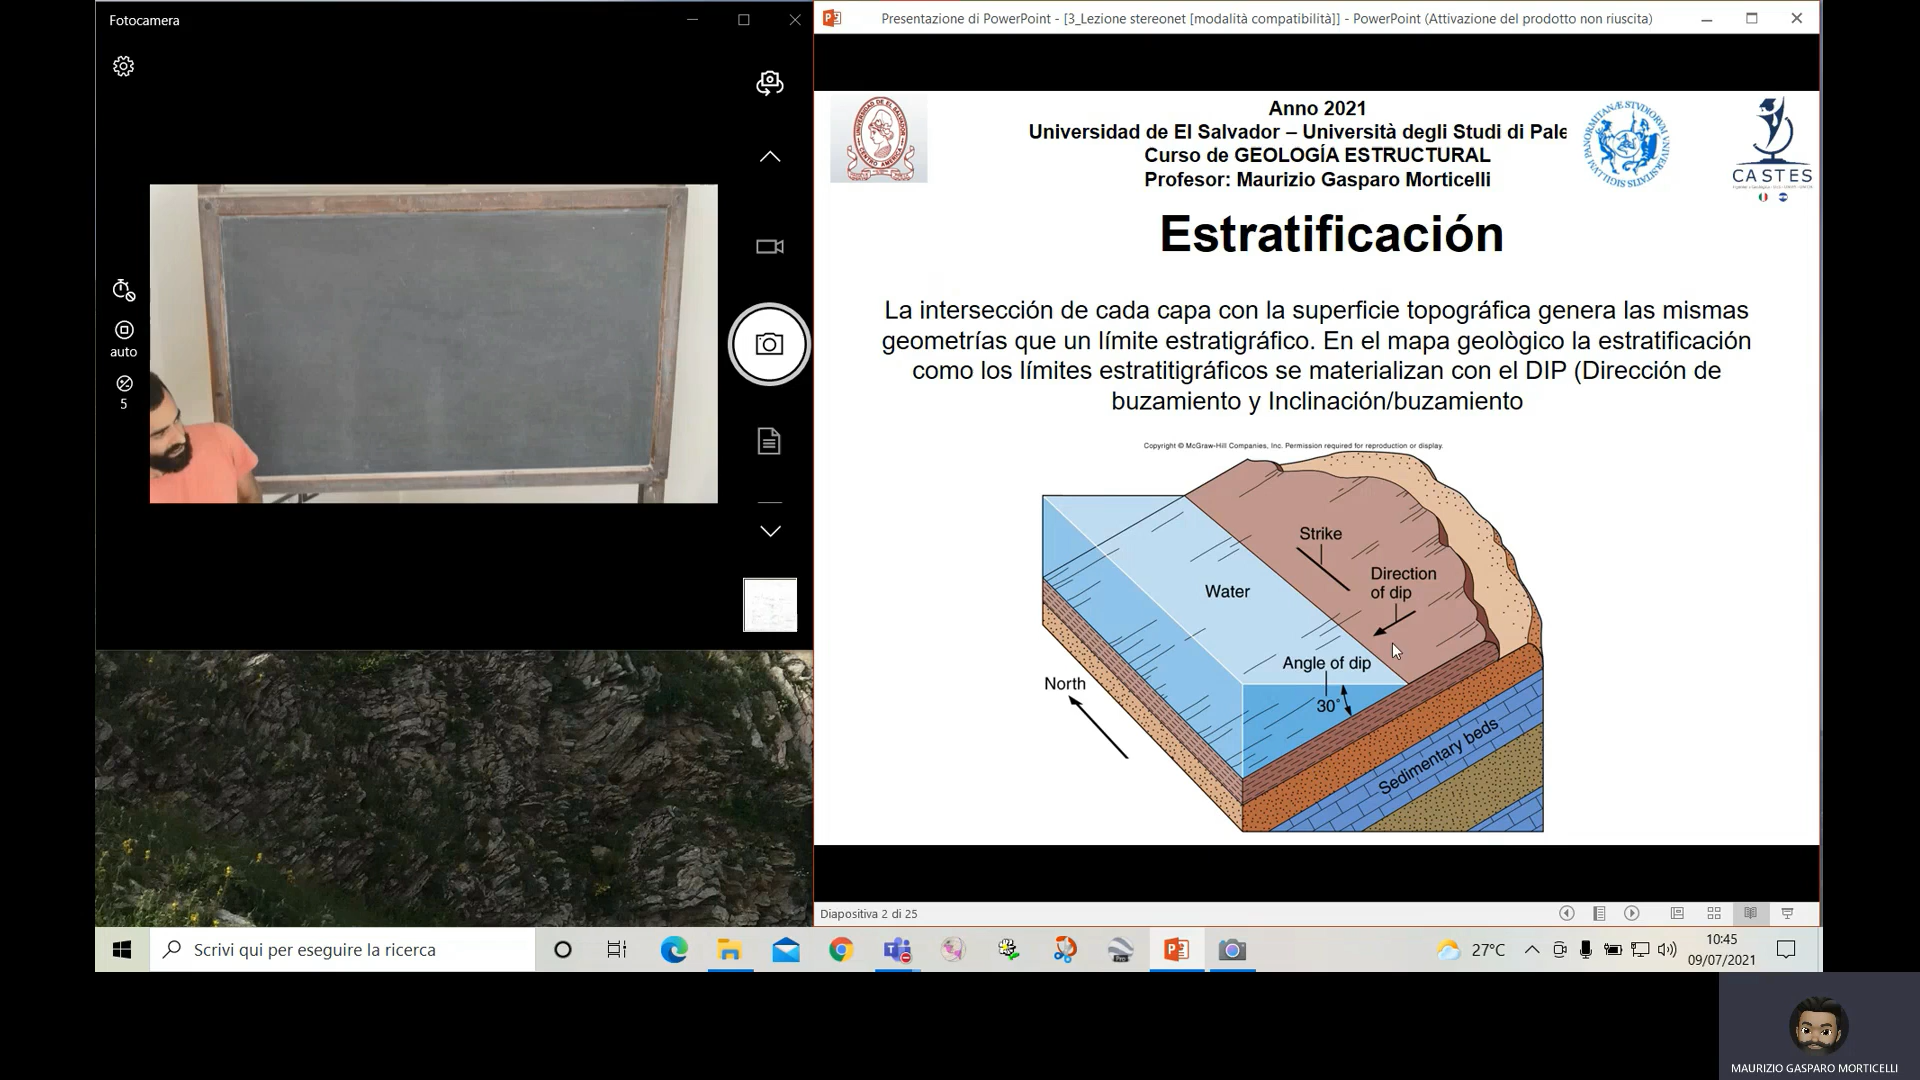 Fotocamera
auto
5
Presentazione di PowerPoint - [3_Lezione stereonet [modalità compatibilità]] - PowerPoint (Attivazione del prodotto non riuscita)
Anno 2021
Universidad de El Salvador – Università degli Studi di Pale
Curso de GEOLOGÍA ESTRUCTURAL
Profesor: Maurizio Gasparo Morticelli
CASTES
Estratificación
La intersección de cada capa con la superficie topográfica genera las mismas
geometrías que un límite estratigráfico. En el mapa geològico la estratificación
como los límites estratitigráficos se materializan con el DIP (Dirección de
buzamiento y Inclinación/buzamiento
Copyright © McGraw-Hill Companies, Inc. Permission required for reproduction or display.
Strike
Direction
of dip
Water
Angle of dip
30°
North
Sedimentary beds
Diapositiva 2 di 25
Scrivi qui per eseguire la ricerca
27°C
10:45
09/07/2021
MAURIZIO GASPARO MORTICELLI